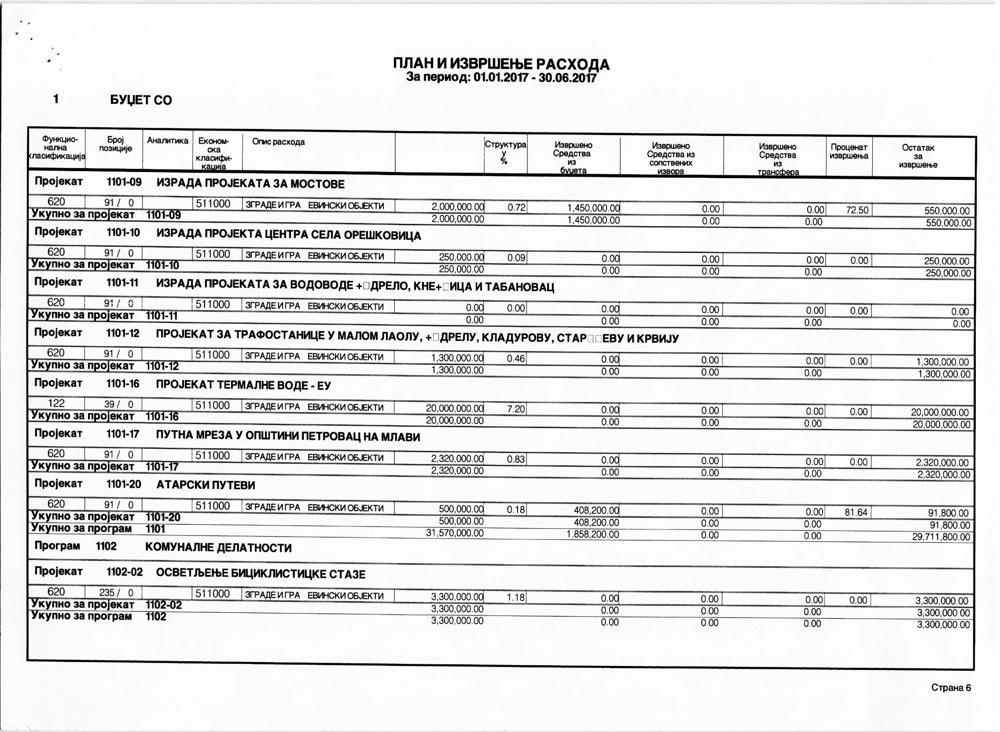 ПЛАН И ИЗВРШЕЊЕ РАСХОДА
За период: 01.01.2017 - 30.06.2017
1 БУЏЕТ СО
Функцио-
нална
класификација
Број
позиције
Аналитика
Економ-
ска
класифи-
кација
Опис расхода
Структура
у
%
Извршено
Средства
из
буџета
Извршено
Средства из
сопствених
извора
Извршено
Средства
из
трансфера
Проценат
извршења
Остатак
за
извршење
Пројекат 1101-09 ИЗРАДА ПРОЈЕКАТА ЗА МОСТОВЕ
620 91 / 0 511000 ЗГРАДЕ И ГРА ЕВИНСКИ ОБЈЕКТИ 2,000,000.00 0.72 1,450,000.00 0.00 0.00 72.50 550,000.00
Укупно за пројекат 1101-09 2,000,000.00 1,450,000.00 0.00 0.00 550,000.00
Пројекат 1101-10 ИЗРАДА ПРОЈЕКТА ЦЕНТРА СЕЛА ОРЕШКОВИЦА
620 91 / 0 511000 ЗГРАДЕ И ГРА ЕВИНСКИ ОБЈЕКТИ 250,000.00 0.09 0.00 0.00 0.00 0.00 250,000.00
Укупно за пројекат 1101-10 250,000.00 0.00 0.00 0.00 250,000.00
Пројекат 1101-11 ИЗРАДА ПРОЈЕКАТА ЗА ВОДОВОДЕ +□ДРЕЛО, КНЕ+□ИЦА И ТАБАНОВАЦ
620 91 / 0 511000 ЗГРАДЕ И ГРА ЕВИНСКИ ОБЈЕКТИ 0.00 0.00 0.00 0.00 0.00 0.00 0.00
Укупно за пројекат 1101-11 0.00 0.00 0.00 0.00 0.00
Пројекат 1101-12 ПРОЈЕКАТ ЗА ТРАФОСТАНИЦЕ У МАЛОМ ЛАОЛУ, +□ДРЕЛУ, КЛАДУРОВУ, СТАР□□ЕВУ И КРВИЈУ
620 91 / 0 511000 ЗГРАДЕ И ГРА ЕВИНСКИ ОБЈЕКТИ 1,300,000.00 0.46 0.00 0.00 0.00 0.00 1,300,000.00
Укупно за пројекат 1101-12 1,300,000.00 0.00 0.00 0.00 1,300,000.00
Пројекат 1101-16 ПРОЈЕКАТ ТЕРМАЛНЕ ВОДЕ - ЕУ
122 39 / 0 511000 ЗГРАДЕ И ГРА ЕВИНСКИ ОБЈЕКТИ 20,000,000.00 7.20 0.00 0.00 0.00 0.00 20,000,000.00
Укупно за пројекат 1101-16 20,000,000.00 0.00 0.00 0.00 20,000,000.00
Пројекат 1101-17 ПУТНА МРЕЗА У ОПШТИНИ ПЕТРОВАЦ НА МЛАВИ
620 91 / 0 511000 ЗГРАДЕ И ГРА ЕВИНСКИ ОБЈЕКТИ 2,320,000.00 0.83 0.00 0.00 0.00 0.00 2,320,000.00
Укупно за пројекат 1101-17 2,320,000.00 0.00 0.00 0.00 2,320,000.00
Пројекат 1101-20 АТАРСКИ ПУТЕВИ
620 91 / 0 511000 ЗГРАДЕ И ГРА ЕВИНСКИ ОБЈЕКТИ 500,000.00 0.18 408,200.00 0.00 0.00 81.64 91,800.00
Укупно за пројекат 1101-20 500,000.00 408,200.00 0.00 0.00 91,800.00
Укупно за програм 1101 31,570,000.00 1,858,200.00 0.00 0.00 29,711,800.00
Програм 1102 КОМУНАЛНЕ ДЕЛАТНОСТИ
Пројекат 1102-02 ОСВЕТЉЕЊЕ БИЦИКЛИСТИЦКЕ СТАЗЕ
620 235 / 0 511000 ЗГРАДЕ И ГРА ЕВИНСКИ ОБЈЕКТИ 3,300,000.00 1.18 0.00 0.00 0.00 0.00 3,300,000.00
Укупно за пројекат 1102-02 3,300,000.00 0.00 0.00 0.00 3,300,000.00
Укупно за програм 1102 3,300,000.00 0.00 0.00 0.00 3,300,000.00
Страна 6